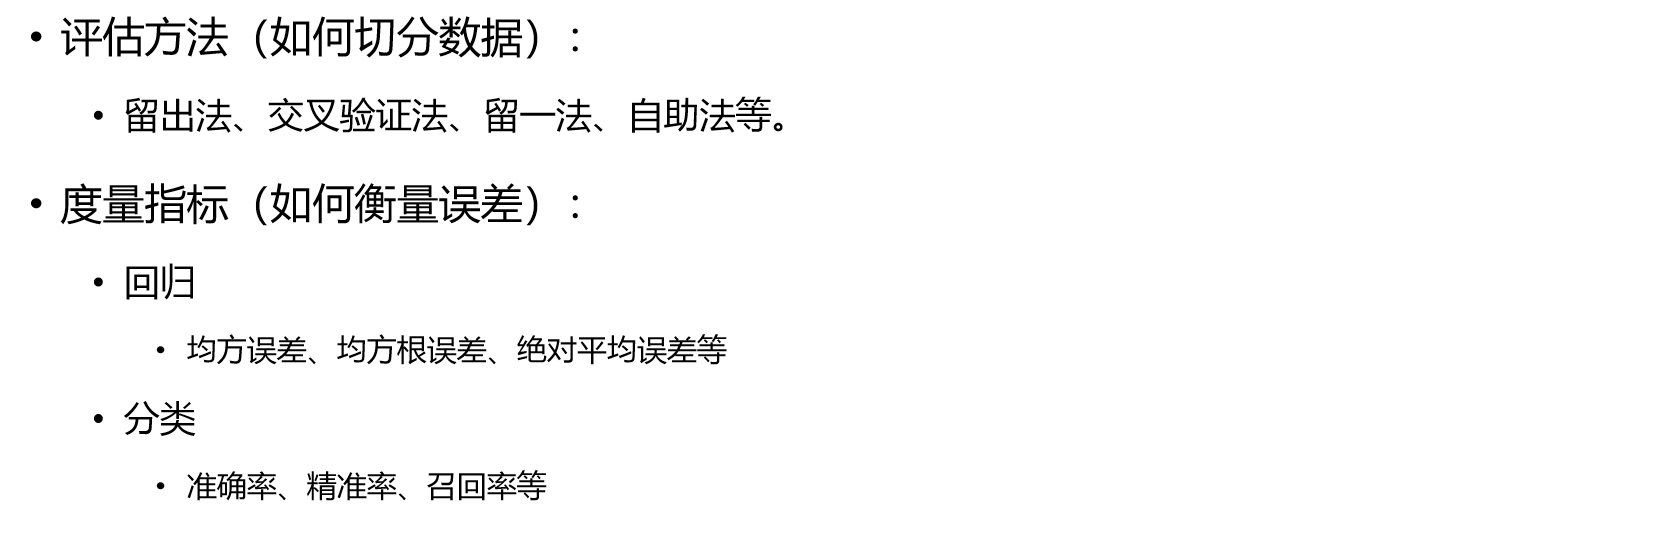 • 评估方法（如何切分数据）:
• 留出法、交叉验证法、留一法、自助法等。
• 度量指标（如何衡量误差）:
• 回归
• 均方误差、均方根误差、绝对平均误差等
• 分类
• 准确率、精准率、召回率等